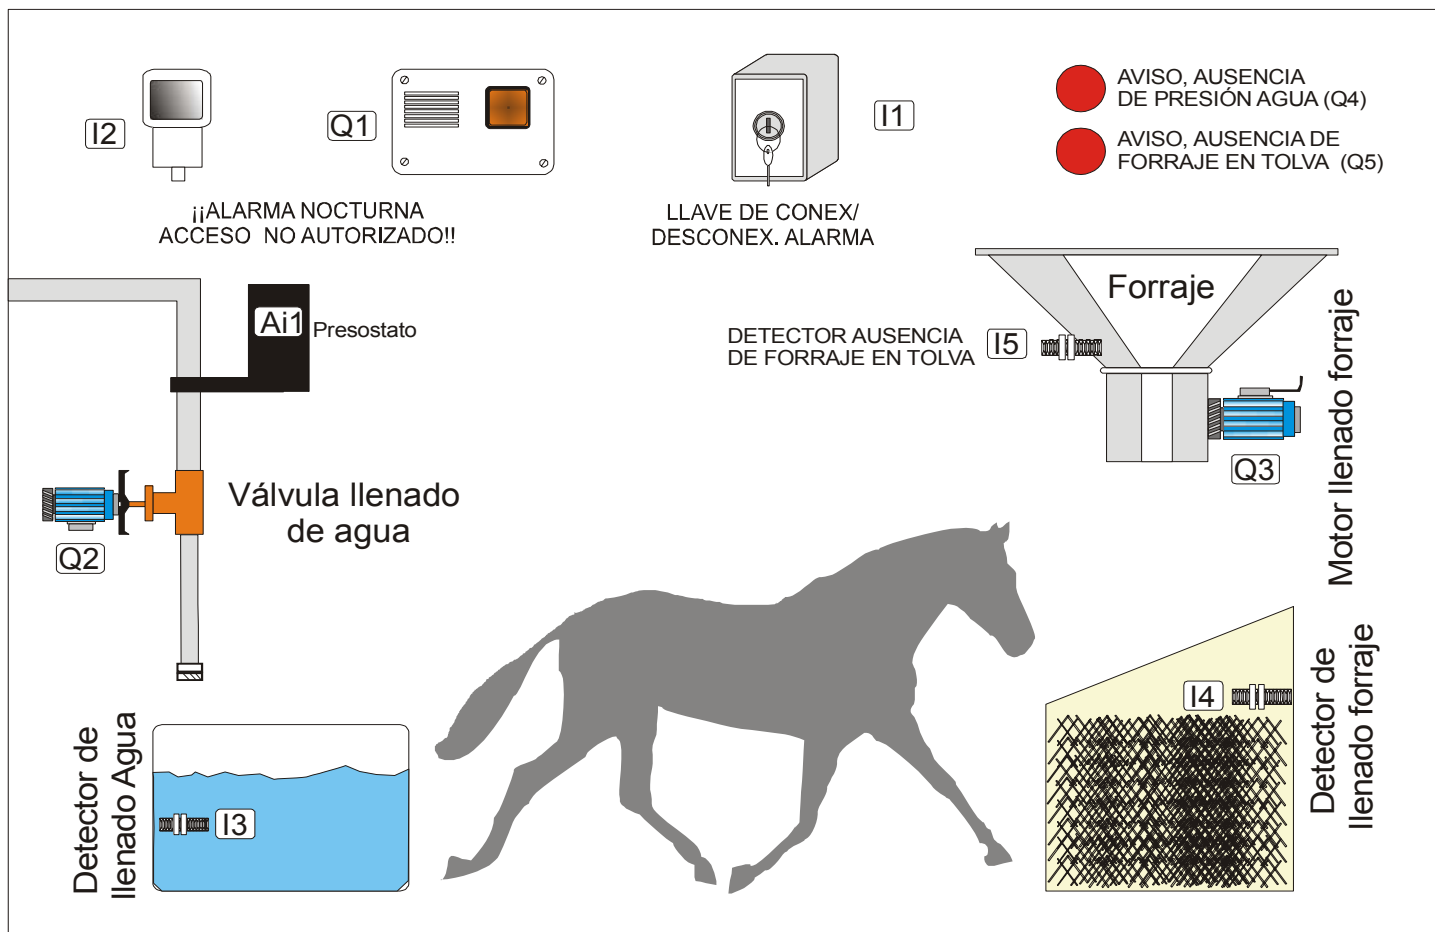 I2
Q1
¡¡ALARMA NOCTURNA
ACCESO NO AUTORIZADO!!
I1
LLAVE DE CONEX/
DESCONEX. ALARMA
AVISO, AUSENCIA
DE PRESIÓN AGUA (Q4)
AVISO, AUSENCIA DE
FORRAJE EN TOLVA (Q5)
Ai1
Presostato
Forraje
DETECTOR AUSENCIA
DE FORRAJE EN TOLVA
I5
Q3
Motor llenado forraje
Válvula llenado
de agua
Q2
Detector de
llenado Agua
I3
I4
Detector de
llenado forraje